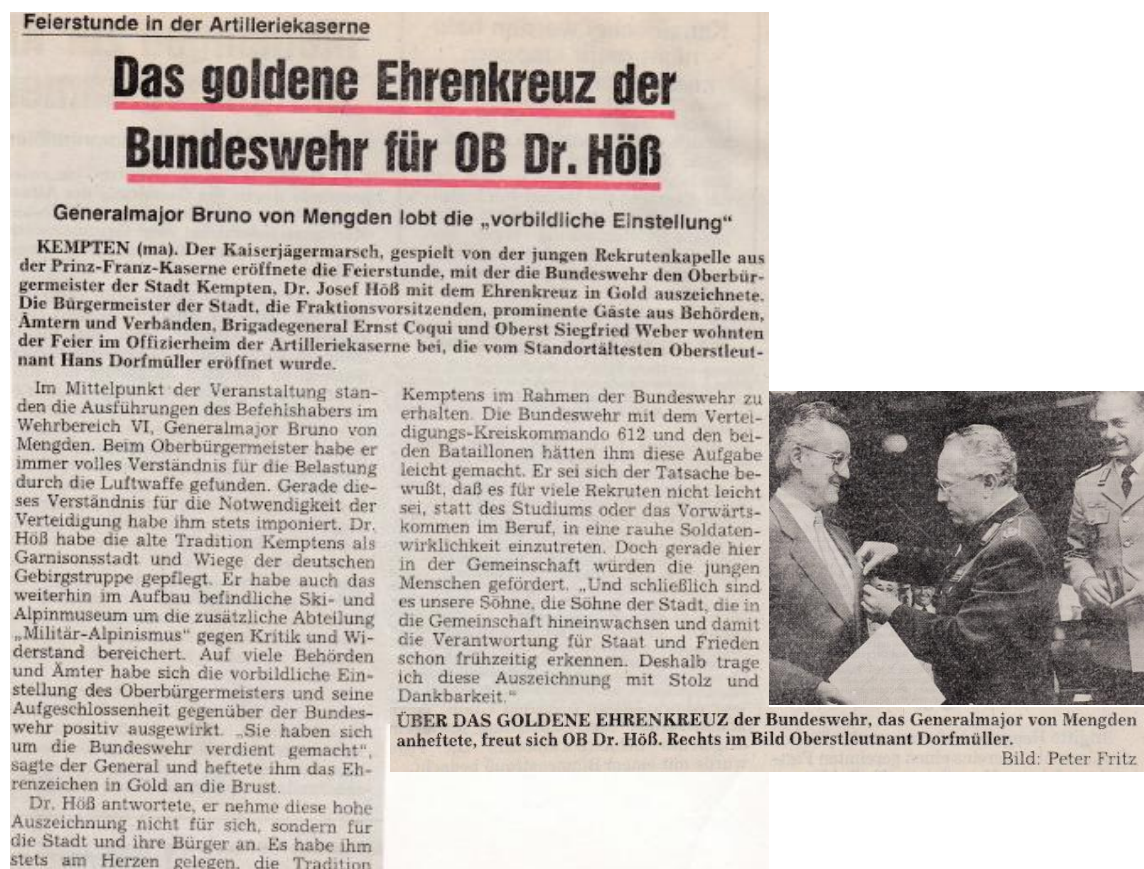 Feierstunde in der Artilleriekaserne
Das goldene Ehrenkreuz der
Bundeswehr für OB Dr. Höß
Generalmajor Bruno von Mengden lobt die „vorbildliche Einstellung“
KEMPTEN (ma). Der Kaiserjägermarsch, gespielt von der jungen Rekrutenkapelle aus
der Prinz-Franz-Kaserne eröffnete die Feierstunde, mit der die Bundeswehr den Oberbür-
germeister der Stadt Kempten, Dr. Josef Höß mit dem Ehrenkreuz in Gold auszeichnete.
Die Bürgermeister der Stadt, die Fraktionsvorsitzenden, prominente Gäste aus Behörden,
Ämtern und Verbänden, Brigadegeneral Ernst Coqui und Oberst Siegfried Weber wohnten
der Feier im Offizierheim der Artilleriekaserne bei, die vom Standortältesten Oberstleut-
nant Hans Dorfmüller eröffnet wurde.
Im Mittelpunkt der Veranstaltung stan-
den die Ausführungen des Befehlshabers im
Wehrbereich VI, Generalmajor Bruno von
Mengden. Beim Oberbürgermeister habe er
immer volles Verständnis für die Belastung
durch die Luftwaffe gefunden. Gerade die-
ses Verständnis für die Notwendigkeit der
Verteidigung habe ihm stets imponiert. Dr.
Höß habe die alte Tradition Kemptens als
Garnisonsstadt und Wiege der deutschen
Gebirgstruppe gepflegt. Er habe auch das
weiterhin im Aufbau befindliche Ski- und
Alpinmuseum um die zusätzliche Abteilung
„Militär-Alpinismus“ gegen Kritik und Wi-
derstand bereichert. Auf viele Behörden
und Ämter habe sich die vorbildliche Ein-
stellung des Oberbürgermeisters und seine
Aufgeschlossenheit gegenüber der Bundes-
wehr positiv ausgewirkt. „Sie haben sich
um die Bundeswehr verdient gemacht“,
sagte der General und heftete ihm das Eh-
renzeichen in Gold an die Brust.
Dr. Höß antwortete, er nehme diese hohe
Auszeichnung nicht für sich, sondern für
die Stadt und ihre Bürger an. Es habe ihm
stets am Herzen gelegen, die Tradition
Kemptens im Rahmen der Bundeswehr zu
erhalten. Die Bundeswehr mit dem Vertei-
digungs-Kreiskommando 612 und den bei-
den Bataillonen hätten ihm diese Aufgabe
leicht gemacht. Er sei sich der Tatsache be-
wußt, daß es für viele Rekruten nicht leicht
sei, statt des Studiums oder das Vorwärts-
kommen im Beruf, in eine rauhe Soldaten-
wirklichkeit einzutreten. Doch gerade hier
in der Gemeinschaft würden die jungen
Menschen gefördert. „Und schließlich sind
es unsere Söhne, die Söhne der Stadt, die in
die Gemeinschaft hineinwachsen und damit
die Verantwortung für Staat und Frieden
schon frühzeitig erkennen. Deshalb trage
ich diese Auszeichnung mit Stolz und
Dankbarkeit.“
ÜBER DAS GOLDENE EHRENKREUZ der Bundeswehr, das Generalmajor von Mengden
anheftete, freut sich OB Dr. Höß. Rechts im Bild Oberstleutnant Dorfmüller.
Bild: Peter Fritz